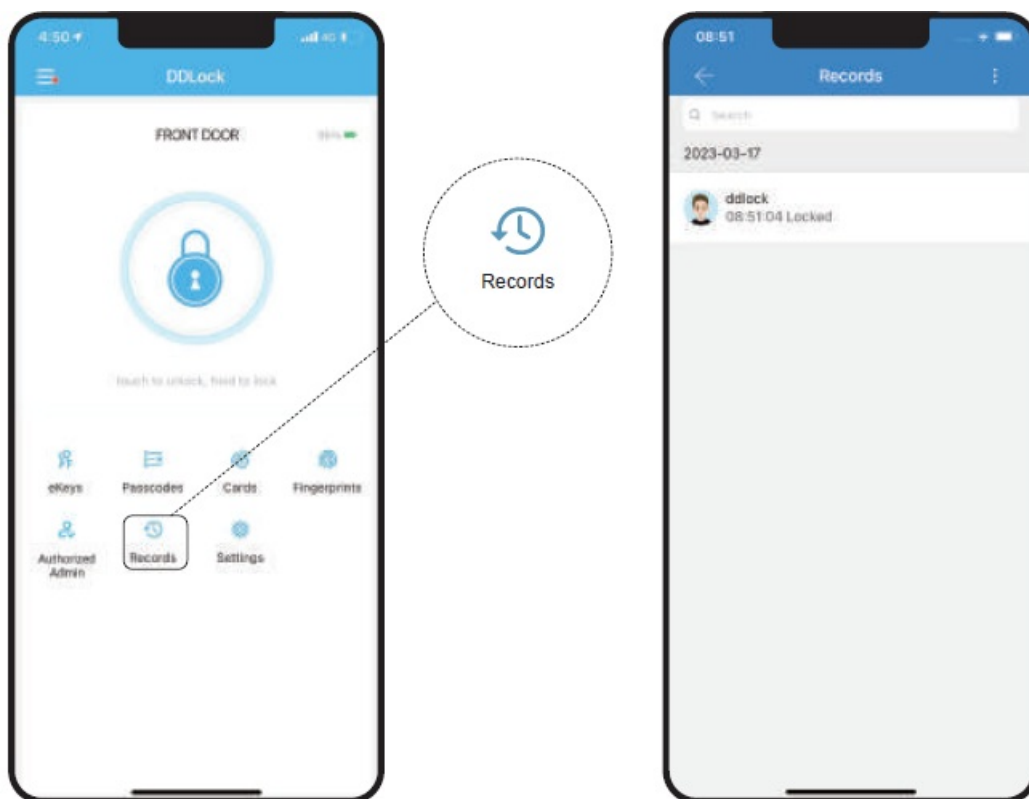 4:50
4G
DDLock
FRONT DOOR
touch to unlock, hold to lock
eKeys
Passcodes
Cards
Fingerprints
Authorized
Admin
Records
Settings
Records
08:51
Records
Search
2023-03-17
ddlock
08:51:04 Locked